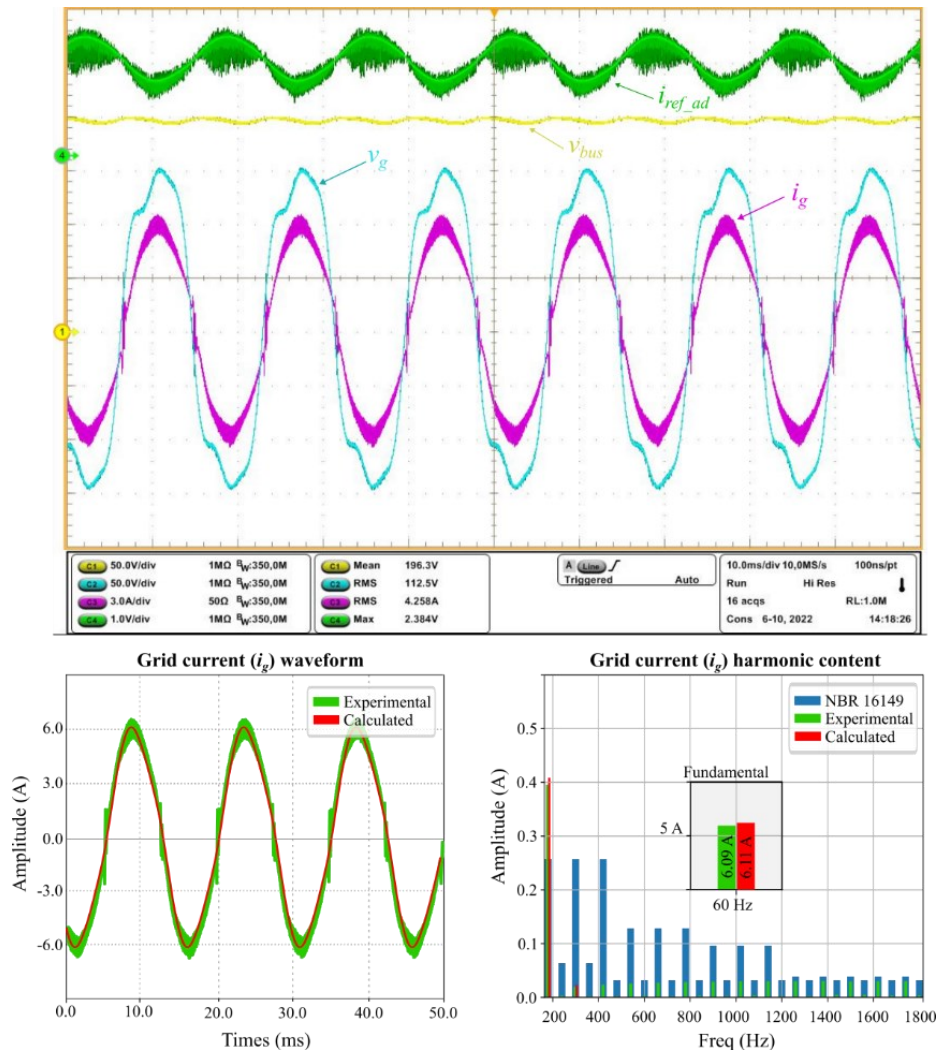 i_ref_ad
v_bus
4
v_g
i_g
1
C1 50.0V/div 1MΩ BW:350,0M
C2 50.0V/div 1MΩ BW:350,0M
C3 3.0A/div 50Ω BW:350,0M
C4 1.0V/div 1MΩ BW:350,0M
C1 Mean 196.3V
C2 RMS 112.5V
C3 RMS 4.258A
C4 Max 2.384V
A Line
Triggered Auto
10.0ms/div 10,0MS/s 100ns/pt
Run Hi Res
16 acqs RL:1.0M
Cons 6-10, 2022 14:18:26
Grid current (i_g) waveform
Experimental
Calculated
6.0
3.0
0.0
-3.0
-6.0
Amplitude (A)
0.0 10.0 20.0 30.0 40.0 50.0
Times (ms)
Grid current (i_g) harmonic content
NBR 16149
Experimental
Calculated
0.5
0.4
0.3
0.2
0.1
0.0
Amplitude (A)
Fundamental
5 A
6.09 A
6.11 A
60 Hz
200 400 600 800 1000 1200 1400 1600 1800
Freq (Hz)